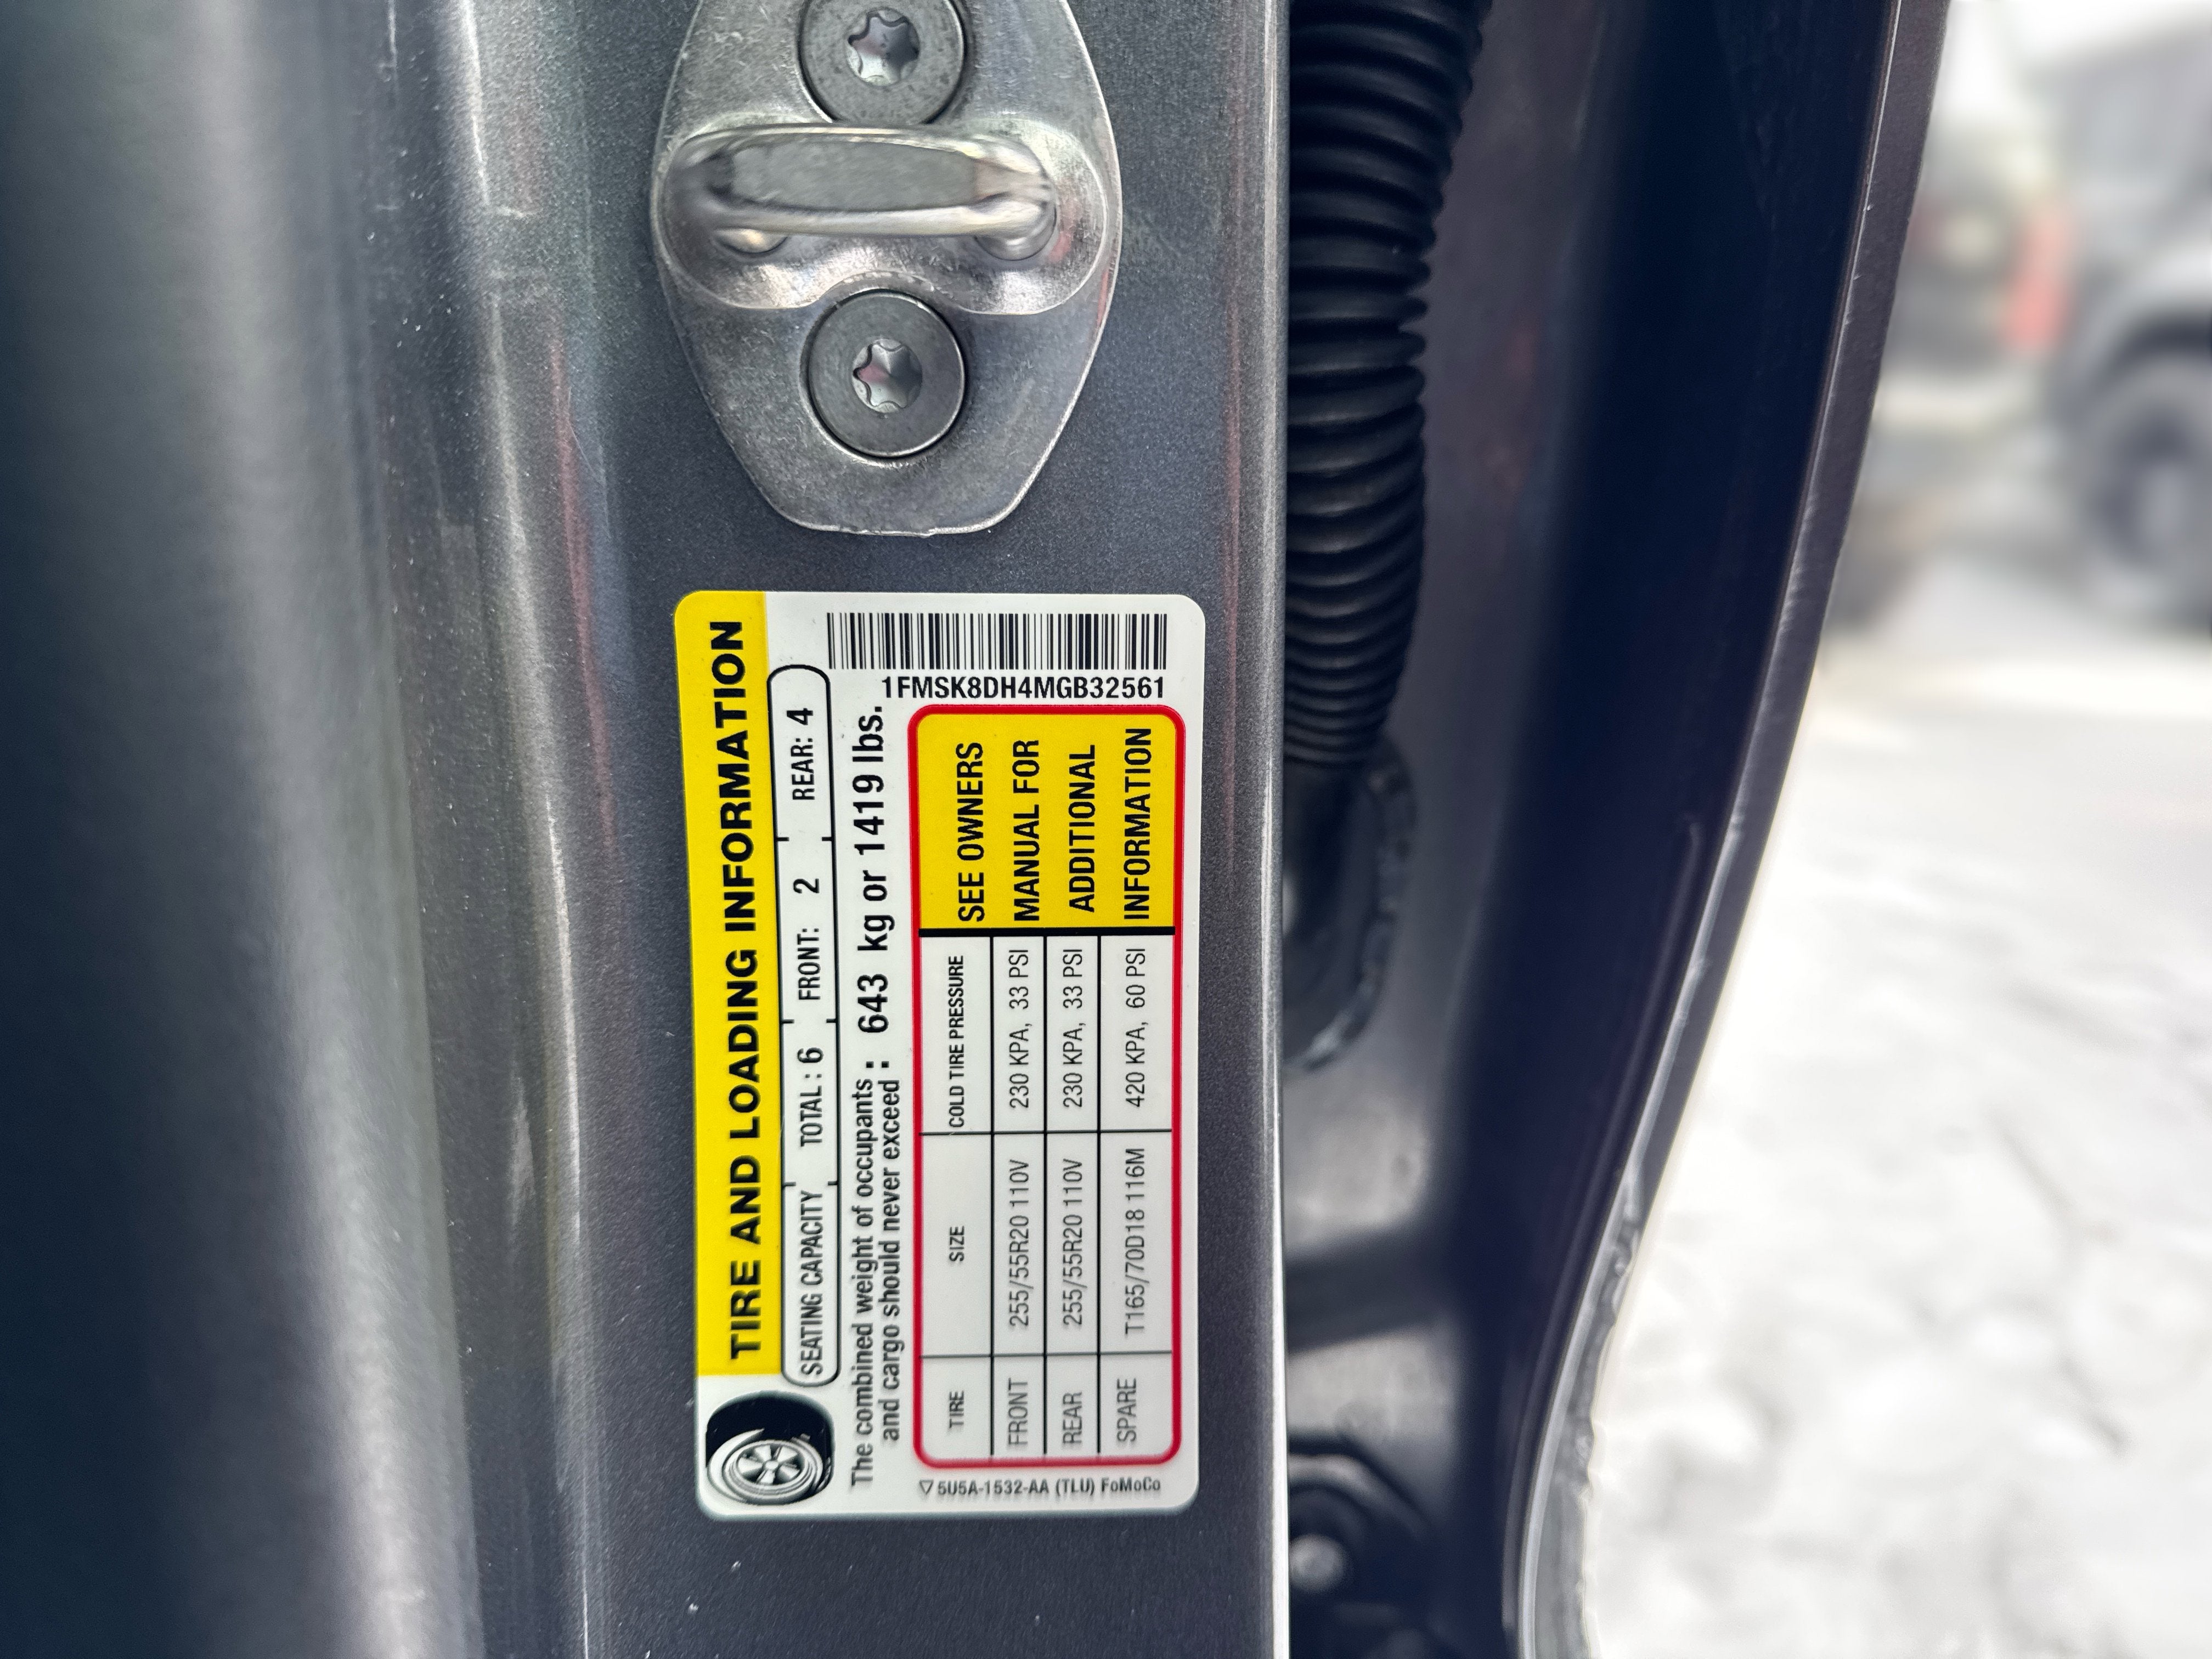 TIRE AND LOADING INFORMATION
SEATING CAPACITY TOTAL : 6 FRONT: 2 REAR: 4
The combined weight of occupants
and cargo should never exceed : 643 kg or 1419 lbs.
TIRE SIZE COLD TIRE PRESSURE
FRONT 255/55R20 110V 230 KPA, 33 PSI
REAR 255/55R20 110V 230 KPA, 33 PSI
SPARE T165/70D18 116M 420 KPA, 60 PSI
SEE OWNERS
MANUAL FOR
ADDITIONAL
INFORMATION
1FMSK8DH4MGB32561
5U5A-1532-AA (TLU) FoMoCo